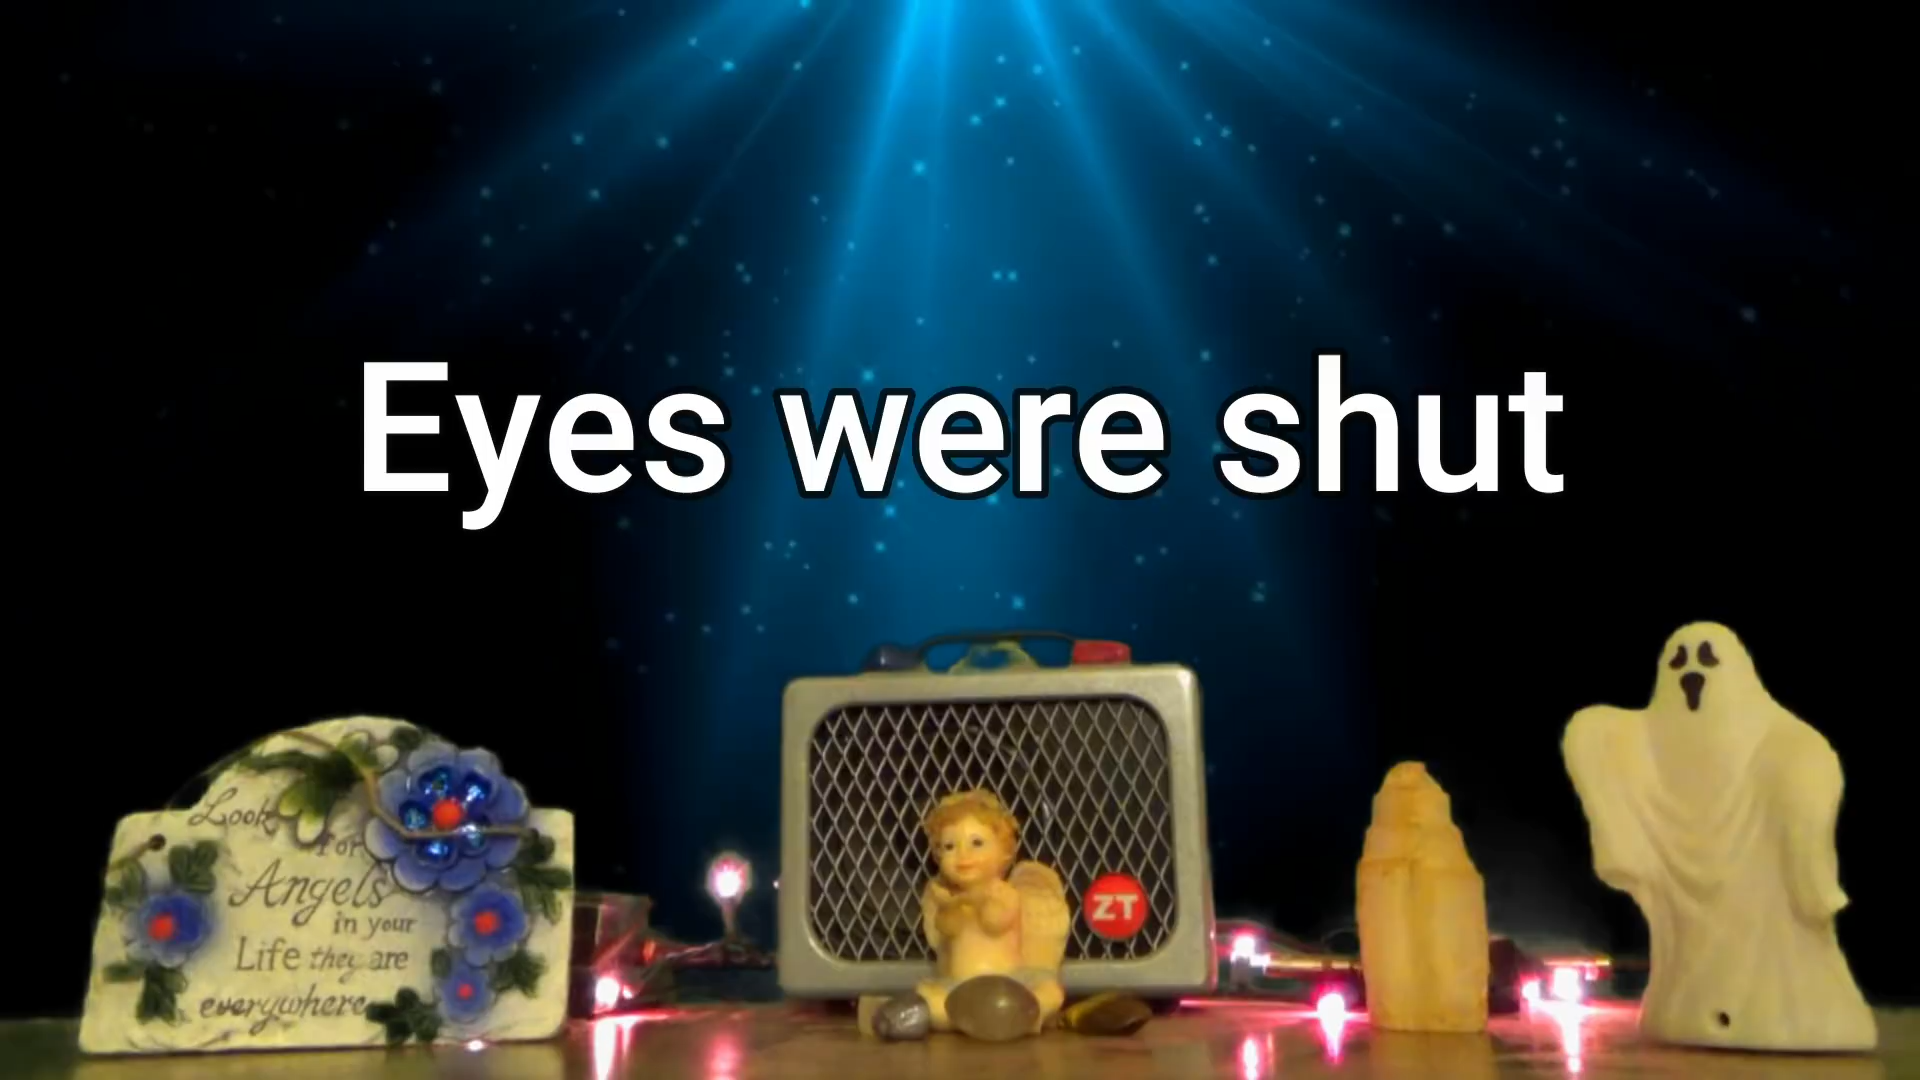 Eyes were shut
Look
for
Angels
in your
Life they are
everywhere
ZT